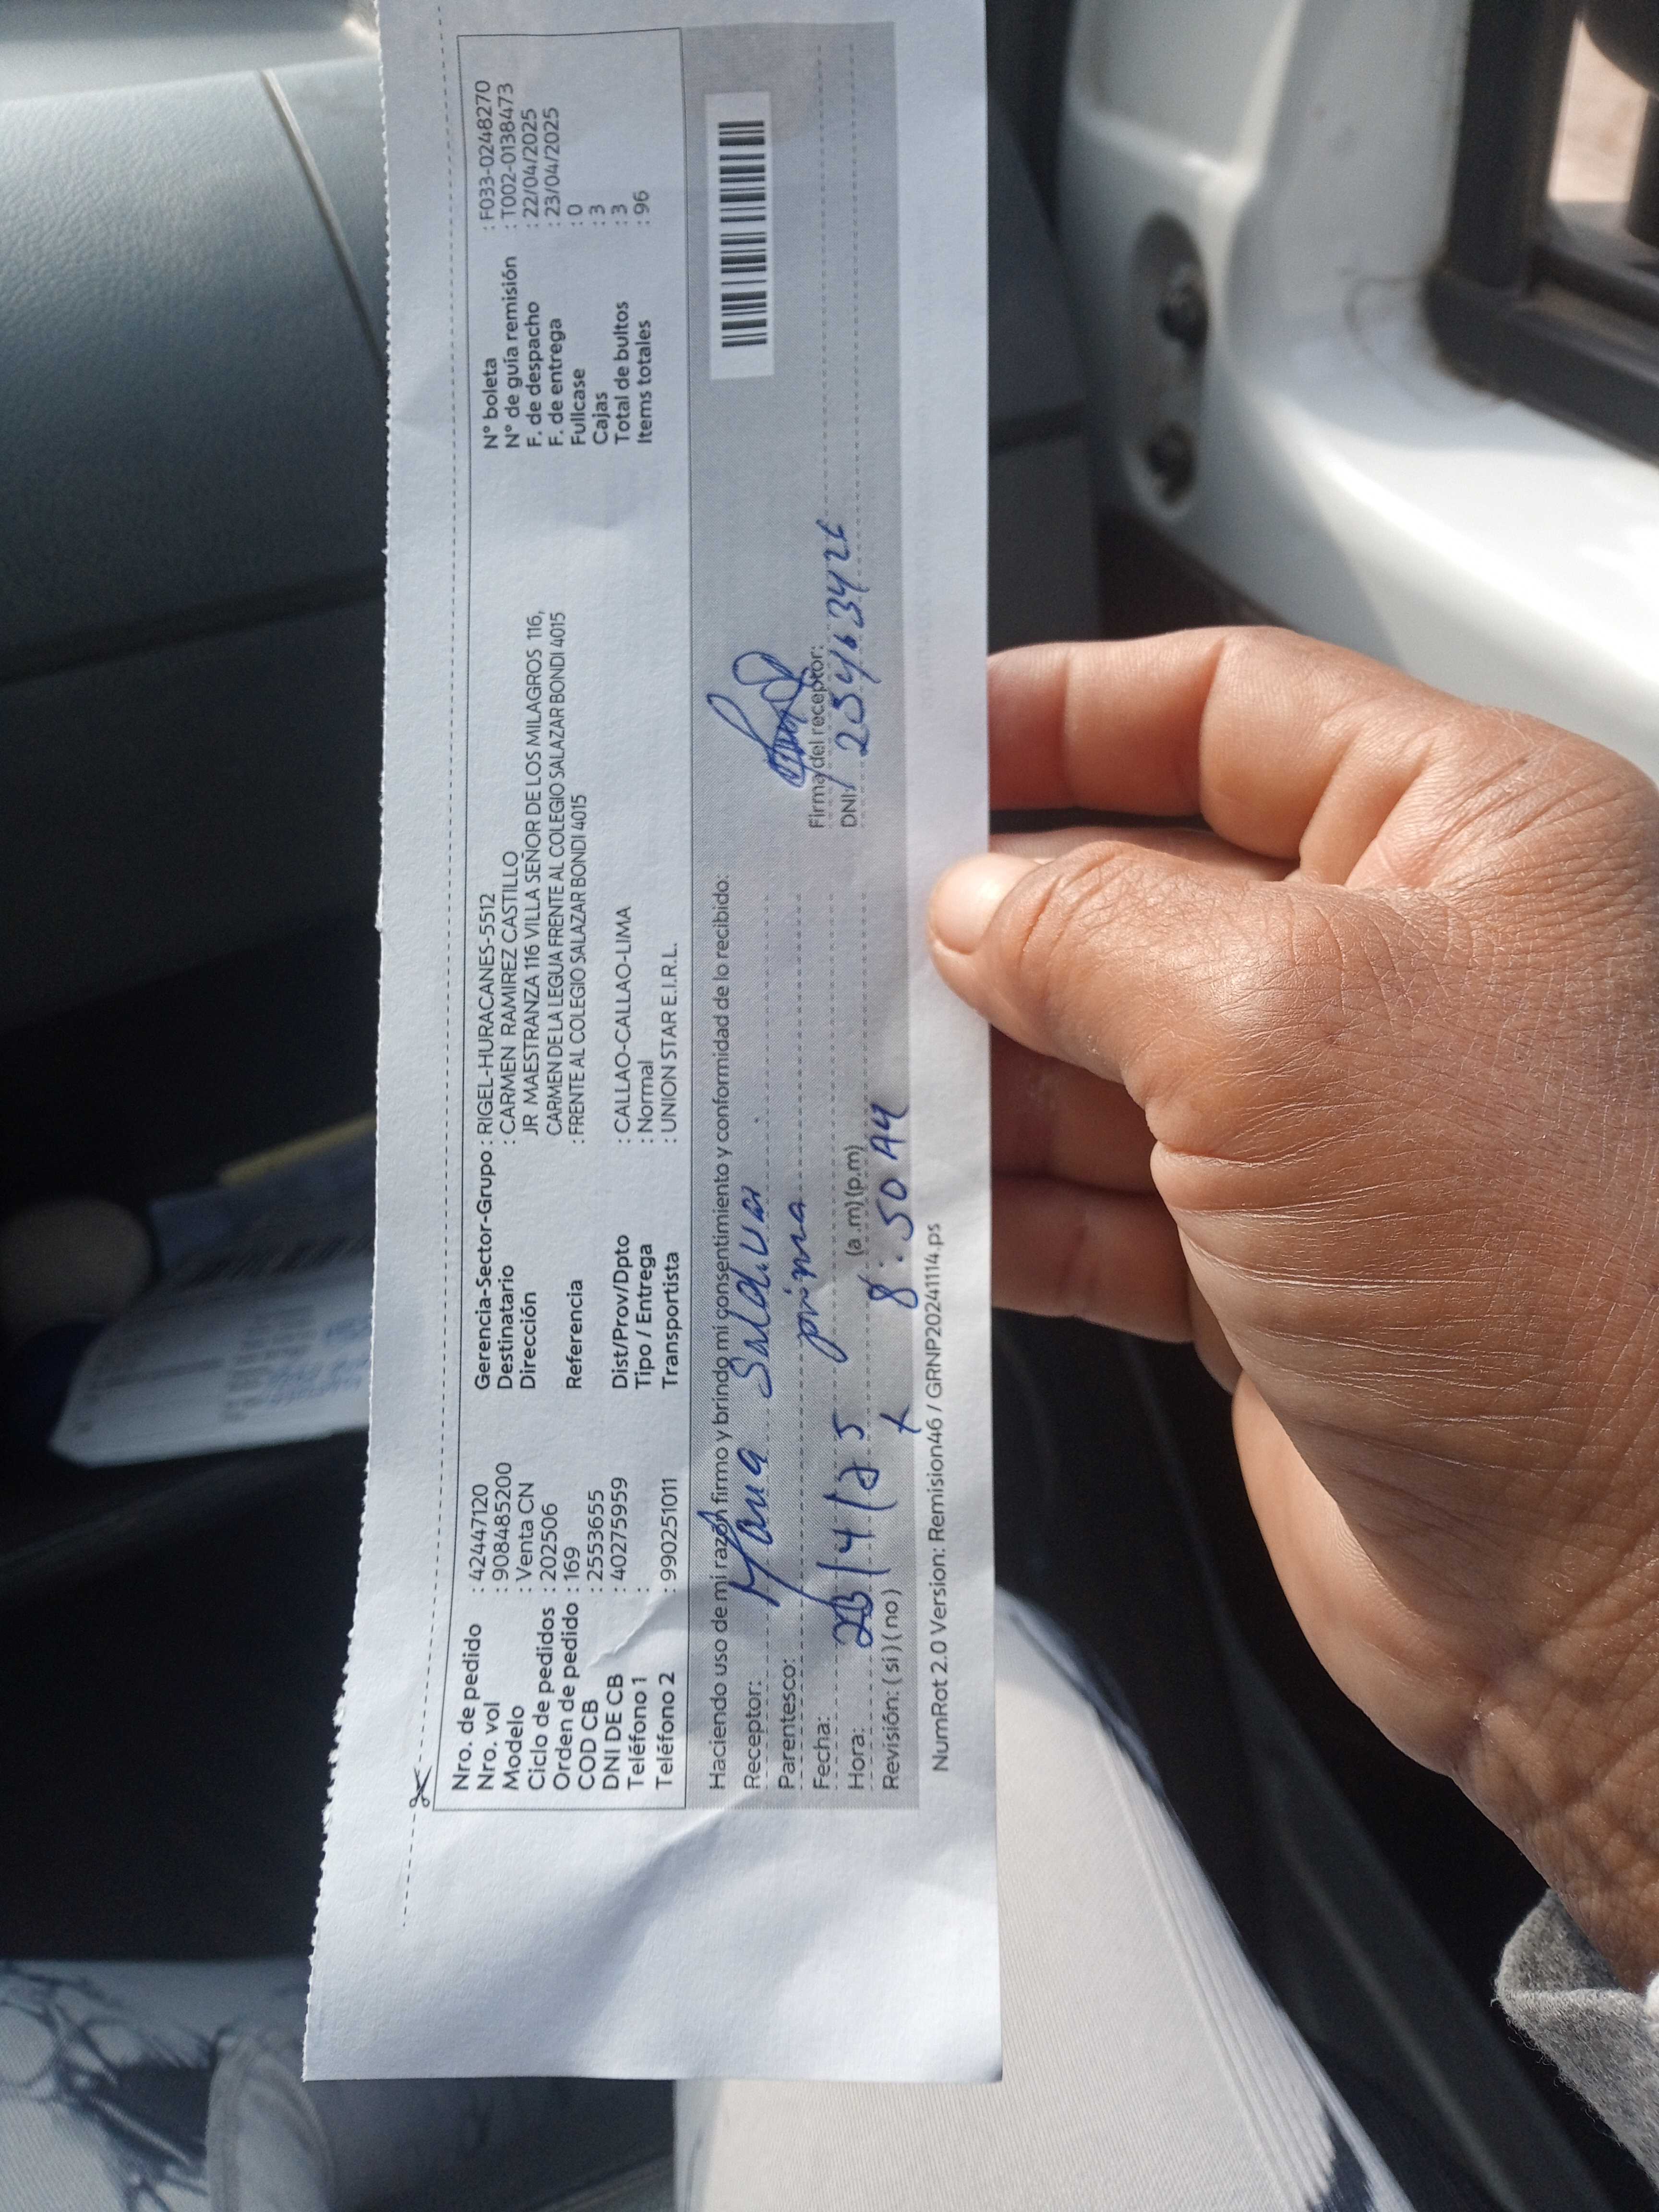 Nro. de pedido : 42447120
Nro. vol : 908485200
Modelo : Venta CN
Ciclo de pedidos : 202506
Orden de pedido : 169
COD CB : 2553655
DNI DE CB : 40275959
Teléfono 1 :
Teléfono 2 : 990251011
Gerencia-Sector-Grupo : RIGEL-HURACANES-5512
Destinatario : CARMEN RAMIREZ CASTILLO
Dirección JR MAESTRANZA 116 VILLA SEÑOR DE LOS MILAGROS 116,
CARMEN DE LA LEGUA FRENTE AL COLEGIO SALAZAR BONDI 4015
Referencia : FRENTE AL COLEGIO SALAZAR BONDI 4015
Dist/Prov/Dpto : CALLAO-CALLAO-LIMA
Tipo / Entrega : Normal
Transportista : UNION STAR E.I.R.L.
N° boleta : F033-0248270
N° de guía remisión : T002-0138473
F. de despacho : 22/04/2025
F. de entrega : 23/04/2025
Fullcase : 0
Cajas : 3
Total de bultos : 3
Items totales : 96
Haciendo uso de mi razón firmo y brindo mi consentimiento y conformidad de lo recibido:
Receptor:
Parentesco: prima
Fecha: 23/4/25
Hora: (a.m)(p.m) 8:50 AM
Revisión: (si)(no) x
Firma del receptor:
DNI:
NumRot 2.0 Version: Remision46 / GRNP20241114.ps